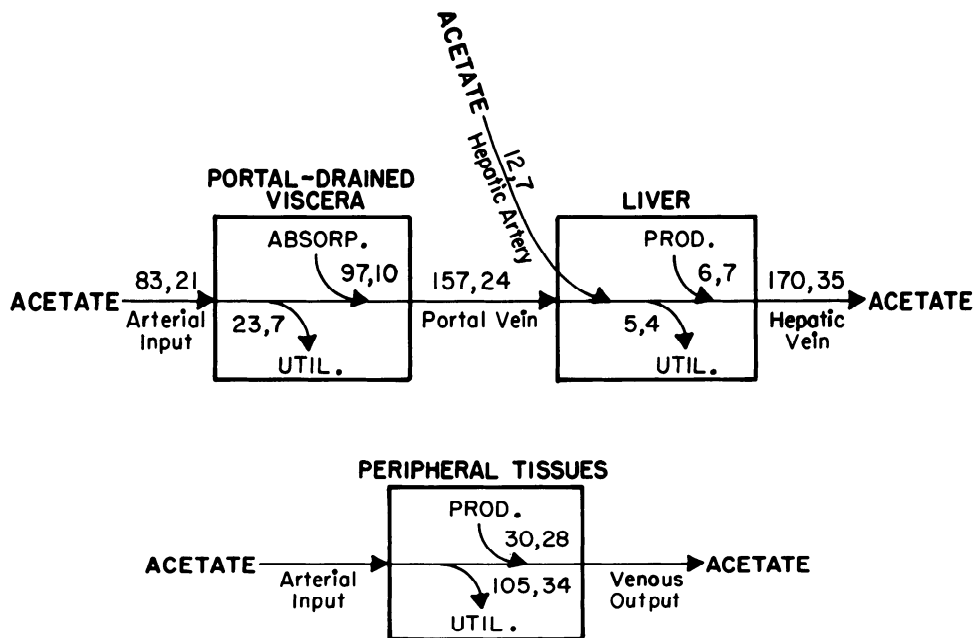 ACETATE
12,7
Hepatic Artery
PORTAL-DRAINED
VISCERA
LIVER
ABSORP.
PROD.
83,21
97,10
157,24
6,7
170,35
ACETATE
ACETATE
Arterial
Input
23,7
Portal Vein
5,4
Hepatic
Vein
UTIL.
UTIL.
PERIPHERAL TISSUES
PROD.
30,28
ACETATE
ACETATE
Arterial
Input
105,34
Venous
Output
UTIL.